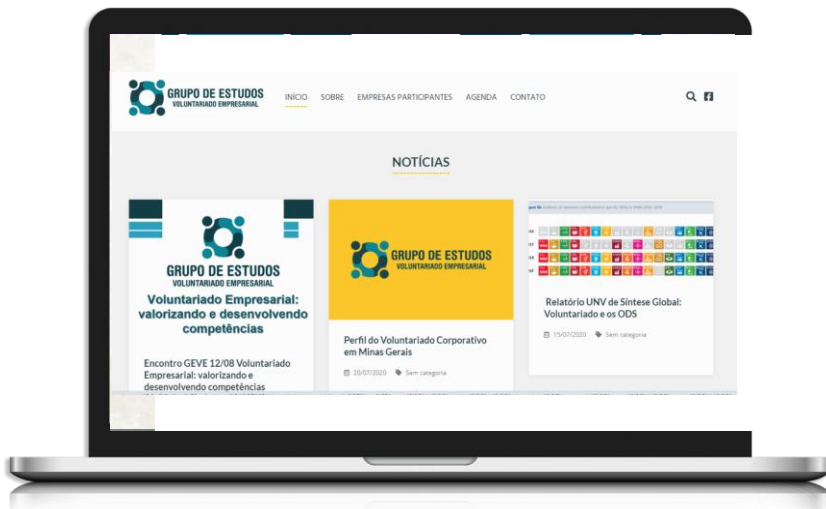 GRUPO DE ESTUDOS
VOLUNTARIADO EMPRESARIAL
INÍCIO SOBRE EMPRESAS PARTICIPANTES AGENDA CONTATO
NOTÍCIAS
GRUPO DE ESTUDOS
VOLUNTARIADO EMPRESARIAL
Voluntariado Empresarial:
valorizando e desenvolvendo
competências
Encontro GEVE 12/08 Voluntariado
Empresarial: valorizando e
desenvolvendo competências
GRUPO DE ESTUDOS
VOLUNTARIADO EMPRESARIAL
Perfil do Voluntariado Corporativo
em Minas Gerais
20/07/2020 Sem categoria
Relatório UNV de Síntese Global:
Voluntariado e os ODS
15/07/2020 Sem categoria